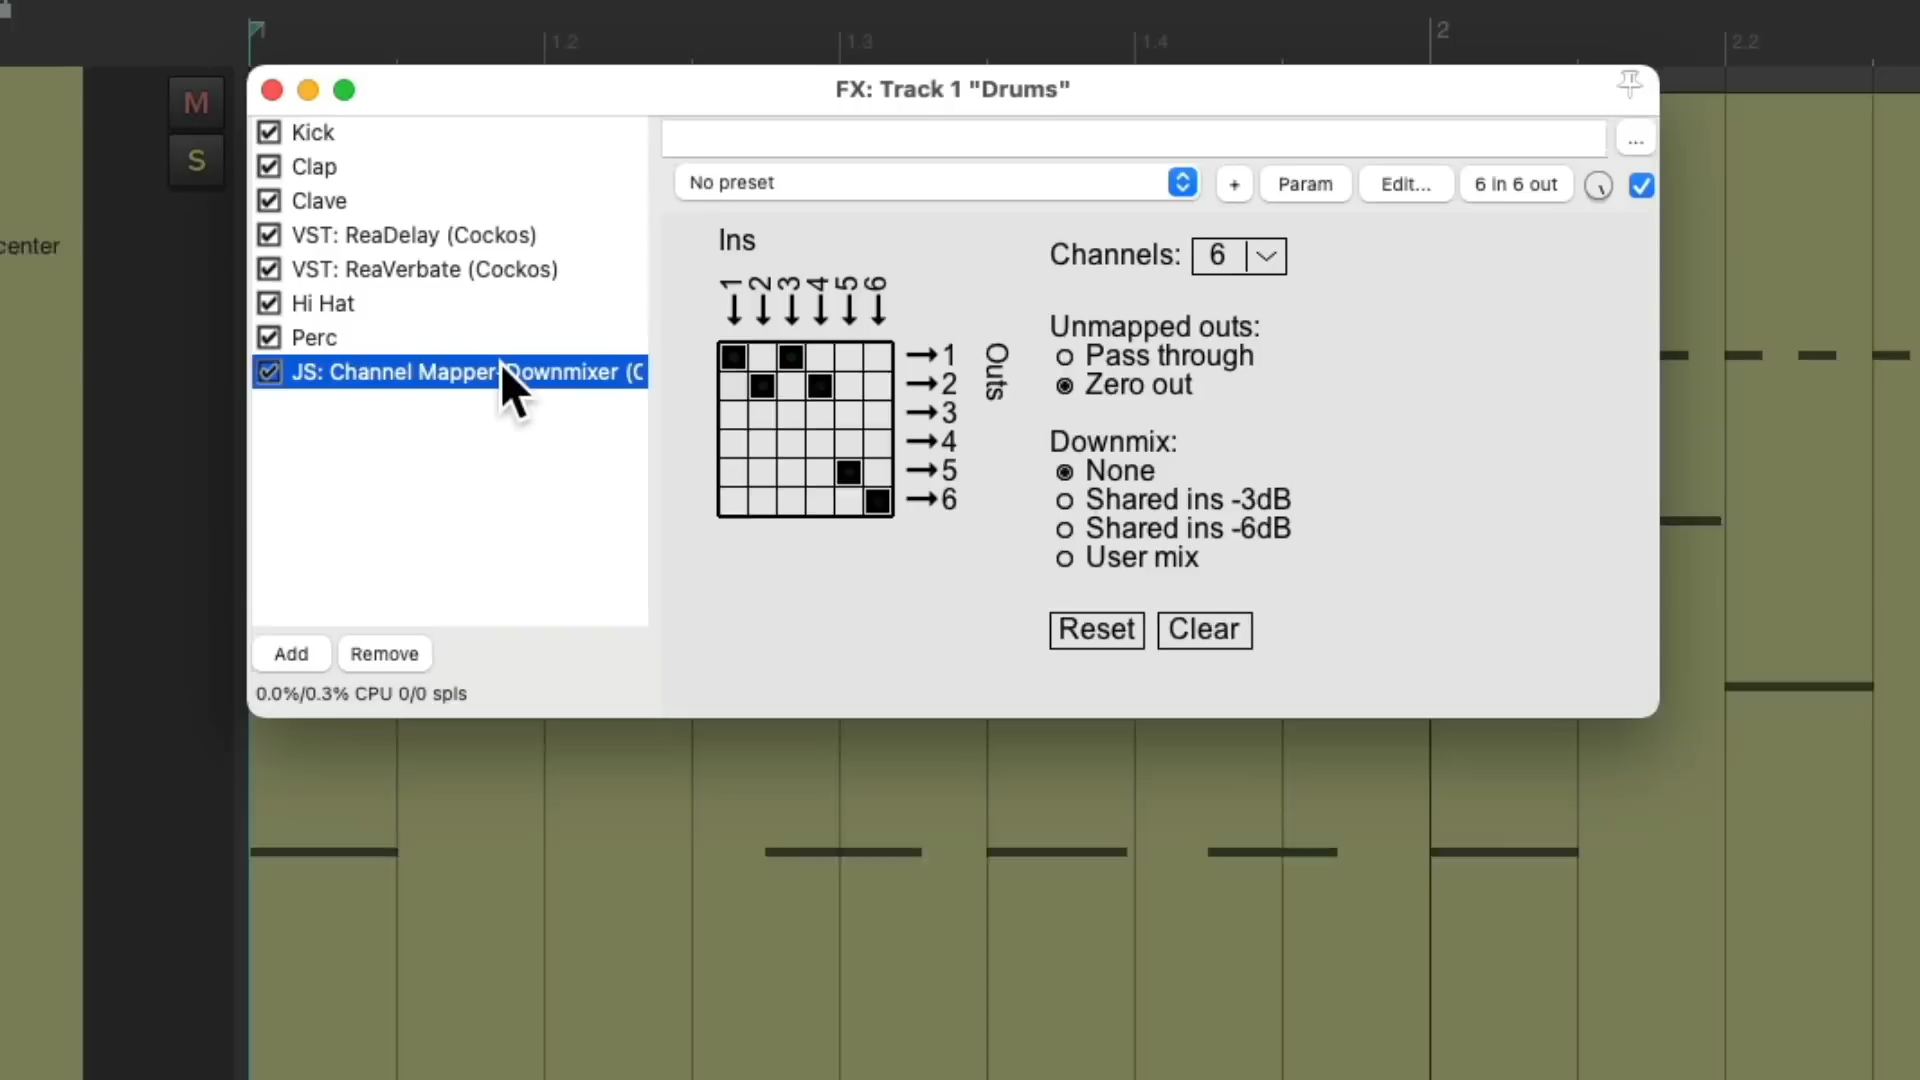 1.2
1.3
1.4
2
2.2
M
S
center
FX: Track 1 "Drums"
Kick
Clap
Clave
VST: ReaDelay (Cockos)
VST: ReaVerbate (Cockos)
Hi Hat
Perc
JS: Channel Mapper-Downmixer (C
Add
Remove
0.0%/0.3% CPU 0/0 spls
...
No preset
+
Param
Edit...
6 in 6 out
Ins
1 2 3 4 5 6
1
2
3
4
5
6
Outs
Channels: 6
Unmapped outs:
Pass through
Zero out
Downmix:
None
Shared ins -3dB
Shared ins -6dB
User mix
Reset
Clear